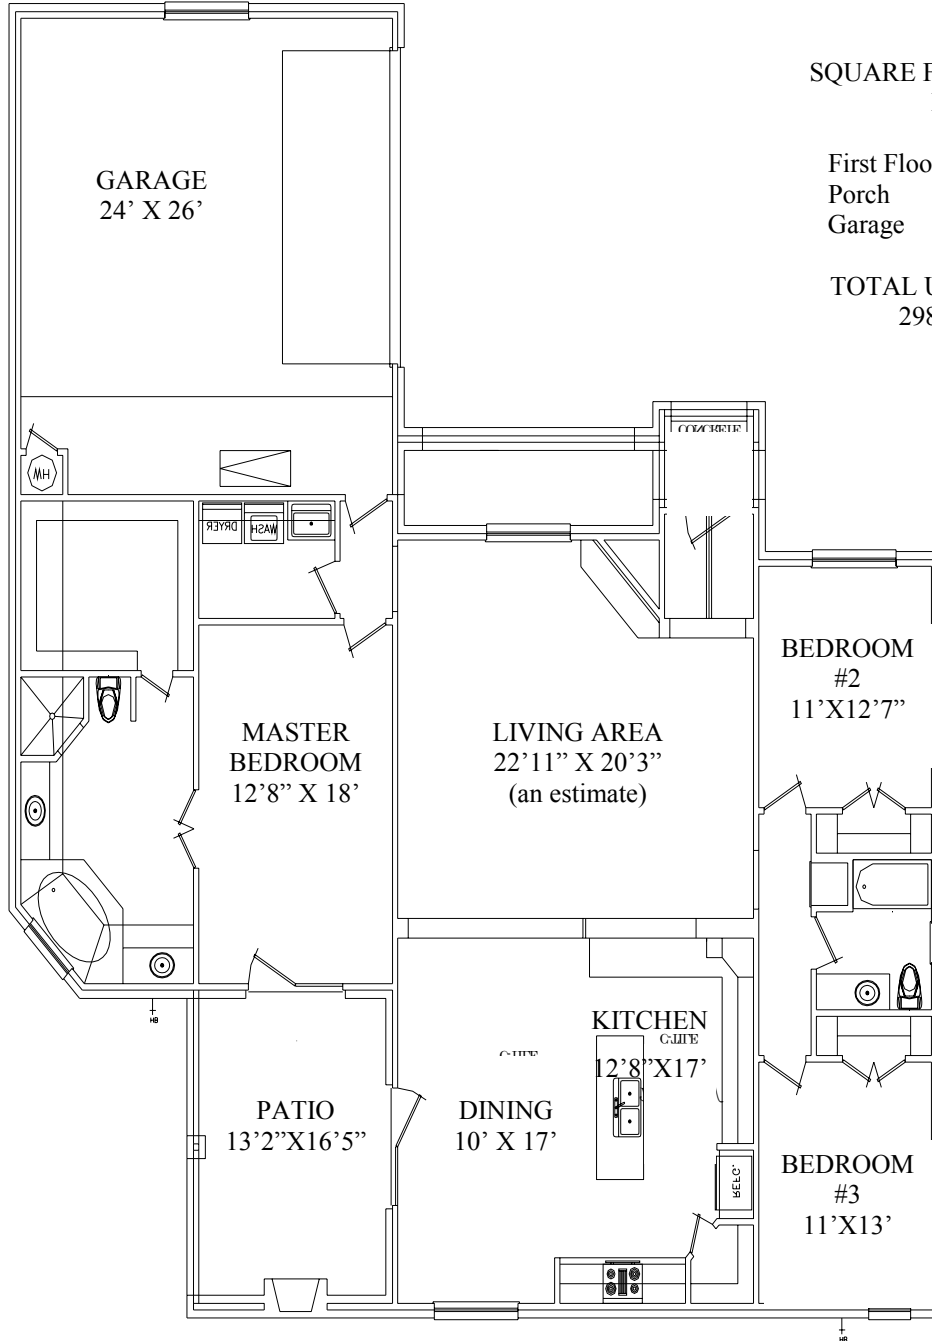 SQUARE F
First Floo
Porch
Garage
TOTAL U
298
GARAGE
24’ X 26’
CONCRETE
HW
DRYER
WASH
BEDROOM
#2
11’X12’7”
MASTER
BEDROOM
12’8” X 18’
LIVING AREA
22’11” X 20’3”
(an estimate)
HB
KITCHEN
12’8”X17’
PATIO
13’2”X16’5”
DINING
10’ X 17’
REFG.
BEDROOM
#3
11’X13’
HB